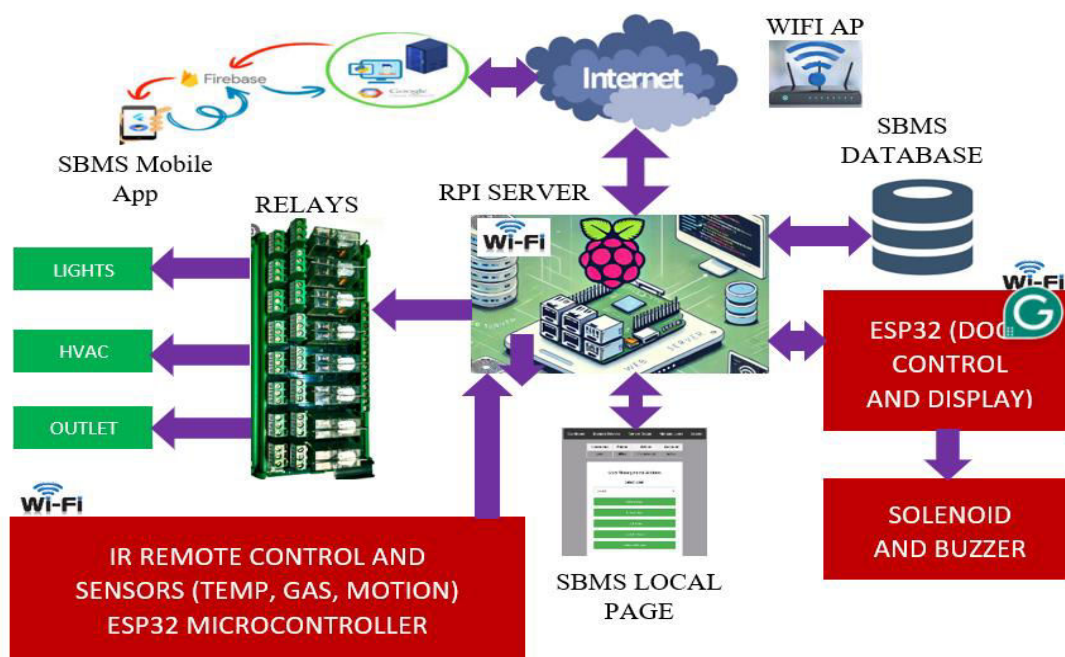 WIFI AP
Firebase
Google
Internet
SBMS
DATABASE
SBMS Mobile
App
RPI SERVER
RELAYS
Wi-Fi
LIGHTS
HVAC
OUTLET
Wi-Fi
ESP32 (DOO
CONTROL
AND DISPLAY)
WEB SERVER
Wi-Fi
IR REMOTE CONTROL AND
SENSORS (TEMP, GAS, MOTION)
ESP32 MICROCONTROLLER
SOLENOID
AND BUZZER
SBMS LOCAL
PAGE